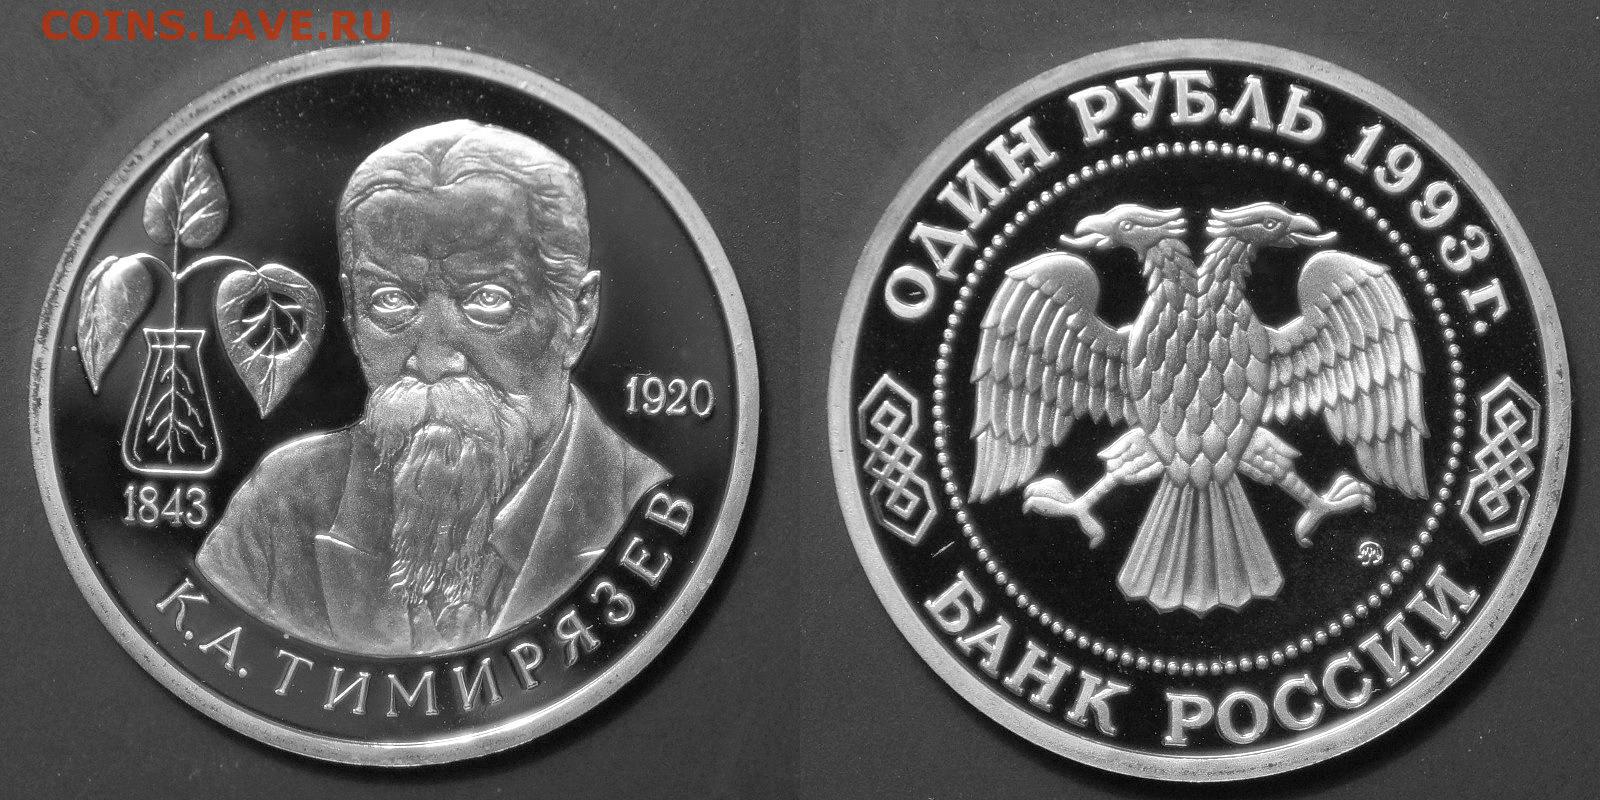 COINS.LAVE.RU
1843
1920
К.А. ТИМИРЯЗЕВ
ОДИН РУБЛЬ 1993 г.
БАНК РОССИИ